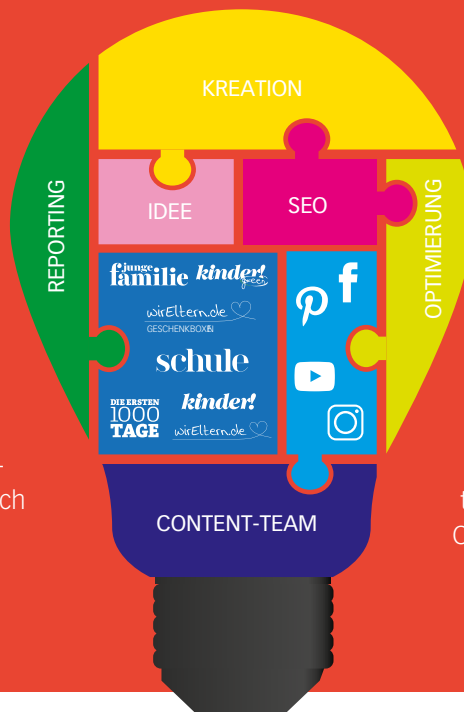 KREATION
REPORTING
IDEE
SEO
OPTIMIERUNG
junge
familie
kinder!
green
wirEltern.de
GESCHENKBOXEN
schule
DIE ERSTEN
1000
TAGE
kinder!
wirEltern.de
CONTENT-TEAM
-
ch
t
C